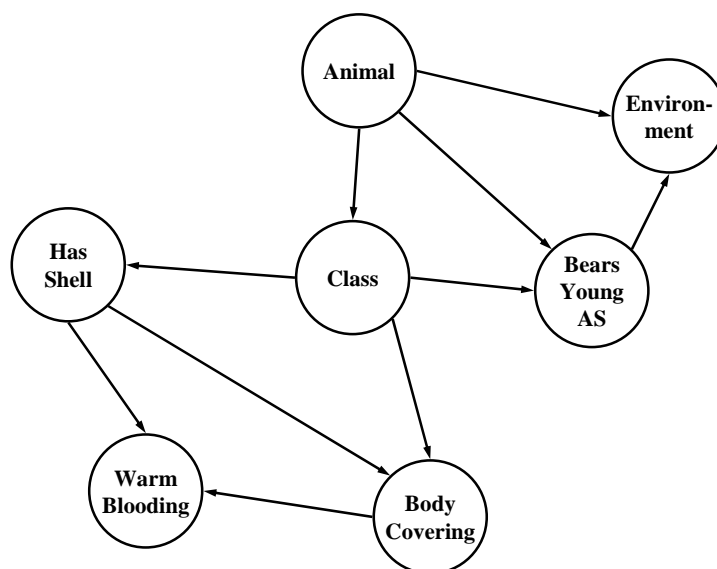 Animal
Environ-
ment
Has
Shell
Class
Bears
Young
AS
Warm
Blooding
Body
Covering